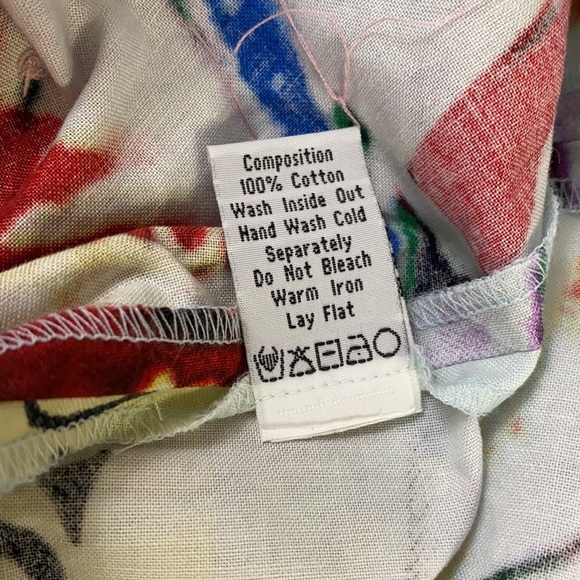 Composition
100% Cotton
Wash Inside Out
Hand Wash Cold
Separately
Do Not Bleach
Warm Iron
Lay Flat